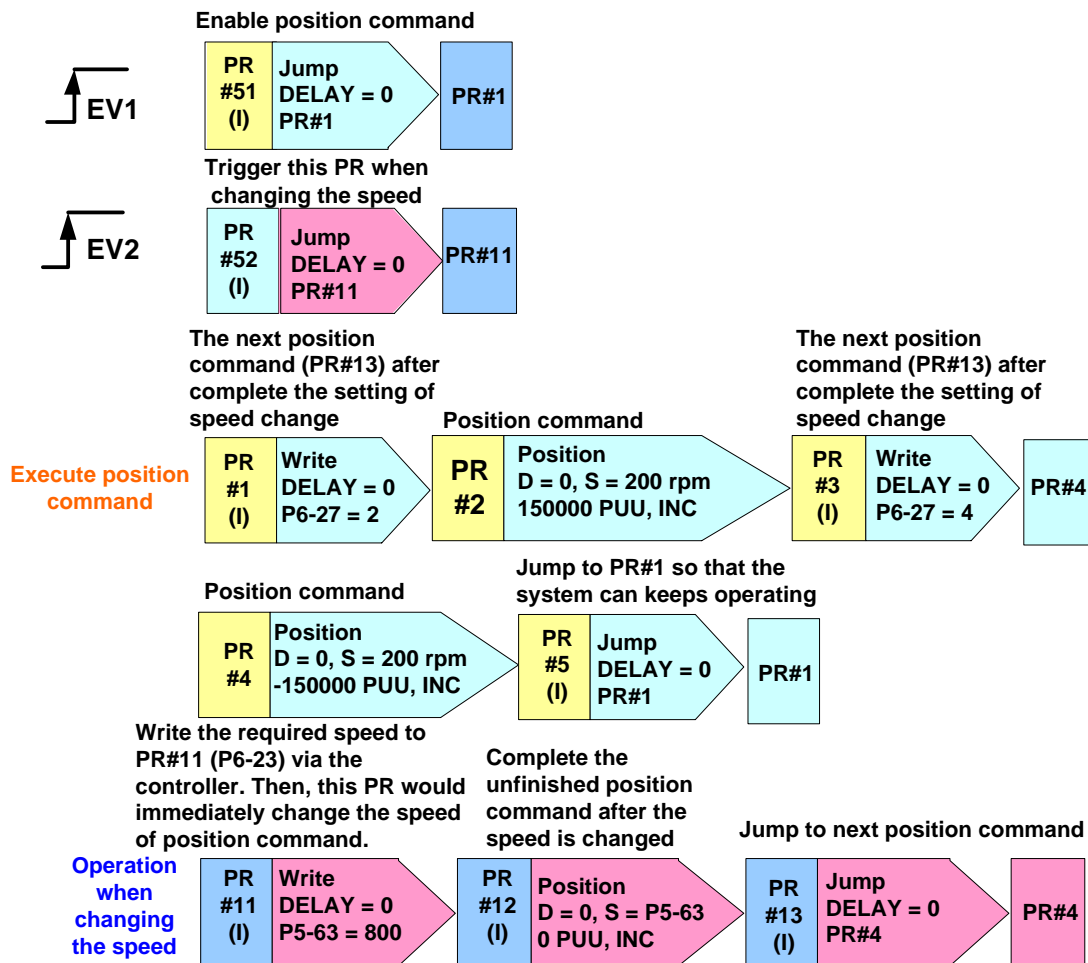 Enable position command
EV1
PR
#51
(I)
Jump
DELAY = 0
PR#1
PR#1
Trigger this PR when
changing the speed
EV2
PR
#52
(I)
Jump
DELAY = 0
PR#11
PR#11
The next position
command (PR#13) after
complete the setting of
speed change
Position command
The next position
command (PR#13) after
complete the setting of
speed change
Execute position
command
PR
#1
(I)
Write
DELAY = 0
P6-27 = 2
PR
#2
Position
D = 0, S = 200 rpm
150000 PUU, INC
PR
#3
(I)
Write
DELAY = 0
P6-27 = 4
PR#4
Position command
Jump to PR#1 so that the
system can keeps operating
PR
#4
Position
D = 0, S = 200 rpm
-150000 PUU, INC
PR
#5
(I)
Jump
DELAY = 0
PR#1
PR#1
Write the required speed to
PR#11 (P6-23) via the
controller. Then, this PR would
immediately change the speed
of position command.
Complete the
unfinished position
command after the
speed is changed
Jump to next position command
Operation
when
changing
the speed
PR
#11
(I)
Write
DELAY = 0
P5-63 = 800
PR
#12
(I)
Position
D = 0, S = P5-63
0 PUU, INC
PR
#13
(I)
Jump
DELAY = 0
PR#4
PR#4